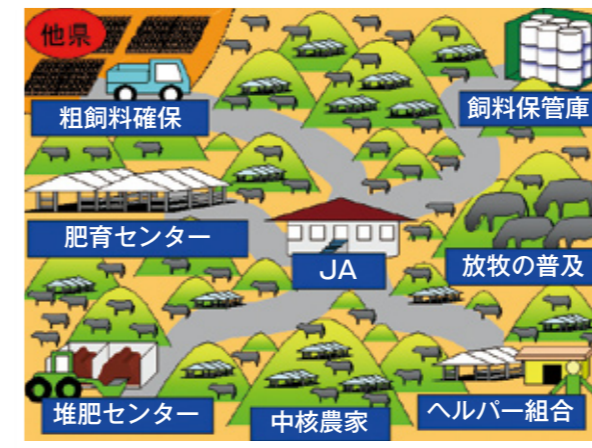 他県
粗飼料確保
飼料保管庫
肥育センター
JA
放牧の普及
堆肥センター
中核農家
ヘルパー組合